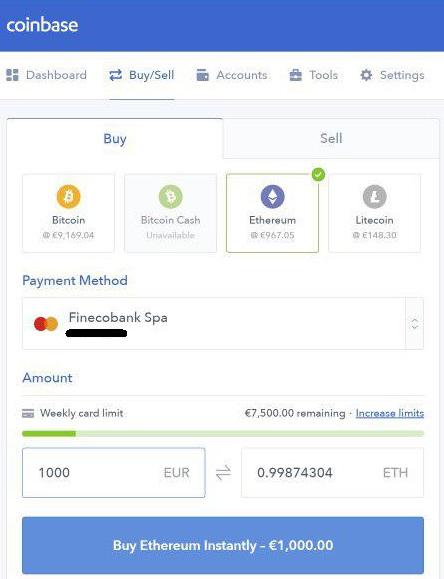 coinbase
Dashboard Buy/Sell Accounts Tools Settings
Buy Sell
Bitcoin Bitcoin Cash Ethereum Litecoin
@ €9,169.04 Unavailable @ €967.05 @ €148.30
Payment Method
Finecobank Spa
Amount
Weekly card limit €7,500.00 remaining · Increase limits
1000 EUR 0.99874304 ETH
Buy Ethereum Instantly – €1,000.00